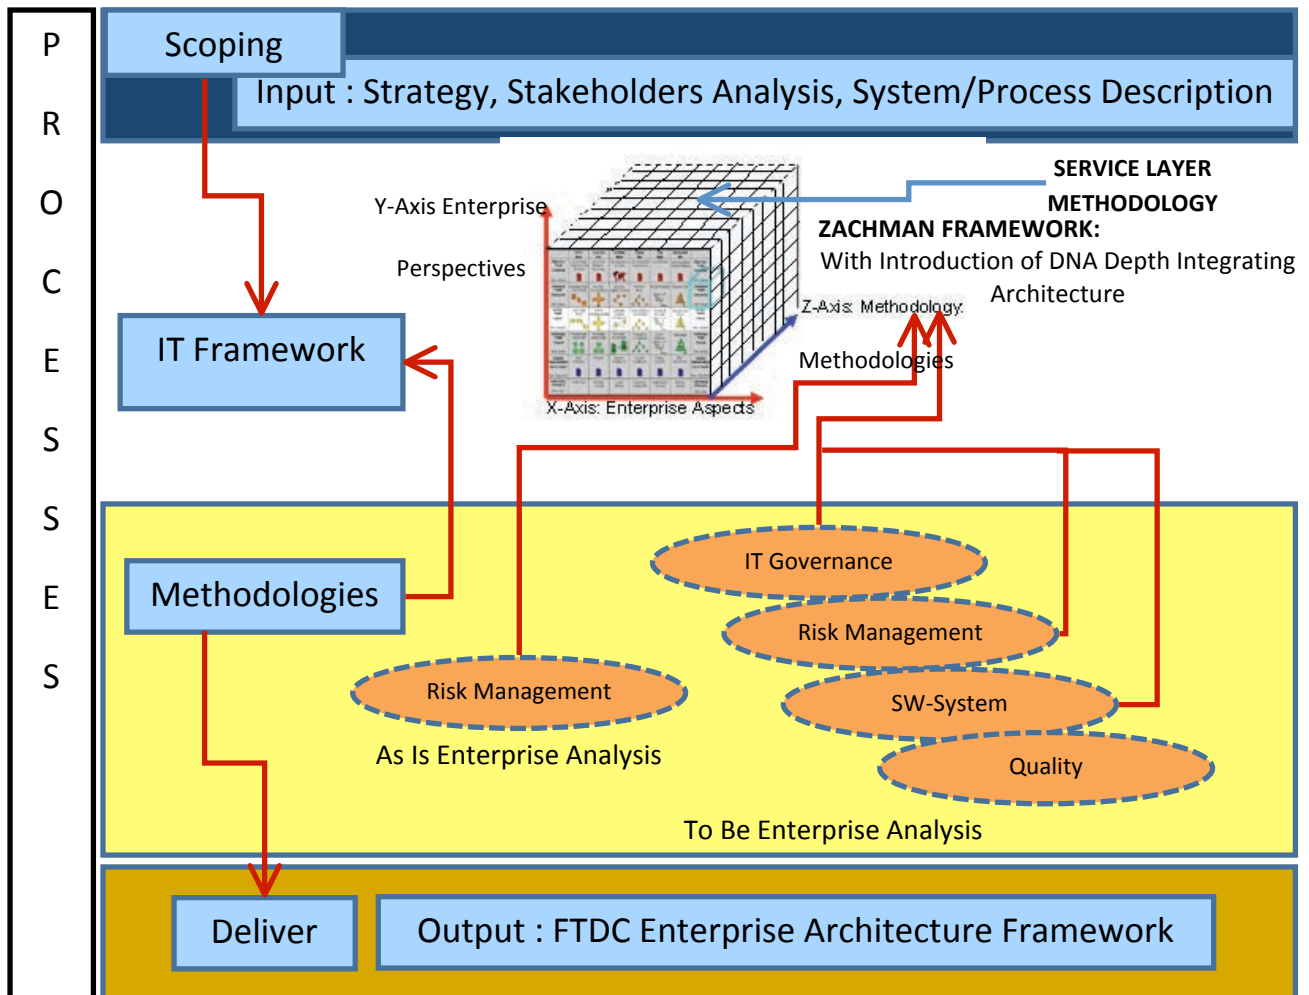 P
R
O
C
E
S
S
E
S
Scoping
Input : Strategy, Stakeholders Analysis, System/Process Description
SERVICE LAYER
METHODOLOGY
Y-Axis Enterprise
Perspectives
ZACHMAN FRAMEWORK:
With Introduction of DNA Depth Integrating
Architecture
Z-Axis: Methodology
Methodologies
X-Axis: Enterprise Aspects
IT Framework
IT Governance
Methodologies
Risk Management
Risk Management
SW-System
As Is Enterprise Analysis
Quality
To Be Enterprise Analysis
Deliver
Output : FTDC Enterprise Architecture Framework